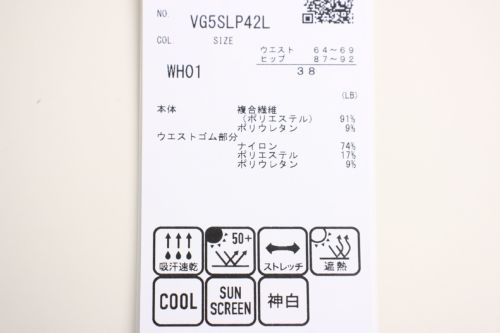 NO. VG5SLP42L
COL. SIZE
ウエスト 64～69
ヒップ 87～92
WH01 38
(LB)
本体 複合繊維
(ポリエステル) 91%
ポリウレタン 9%
ウエストゴム部分
ナイロン 74%
ポリエステル 17%
ポリウレタン 9%
吸汗速乾 50+ ストレッチ 遮熱
COOL SUN SCREEN 神白